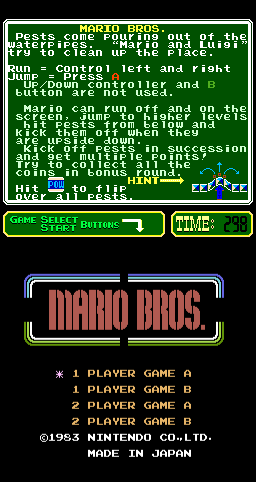 MARIO BROS.
Pests come pouring out of the
waterpipes. "Mario and Luigi"
try to clean up the place.
Run = Control left and right
Jump = Press A
Up/Down controller and B
button are not used.
Mario can run off and on the
screen, jump to higher levels
hit pests from below and
kick them off when they
are upside down.
Kick off pests in succession
and get multiple points!
Try to collect all the
coins in bonus round.
HINT
Hit POW to flip
over all pests.
GAME SELECT
START BUTTONS
TIME: 298
MARIO BROS.
* 1 PLAYER GAME A
1 PLAYER GAME B
2 PLAYER GAME A
2 PLAYER GAME B
©1983 NINTENDO CO.,LTD.
MADE IN JAPAN